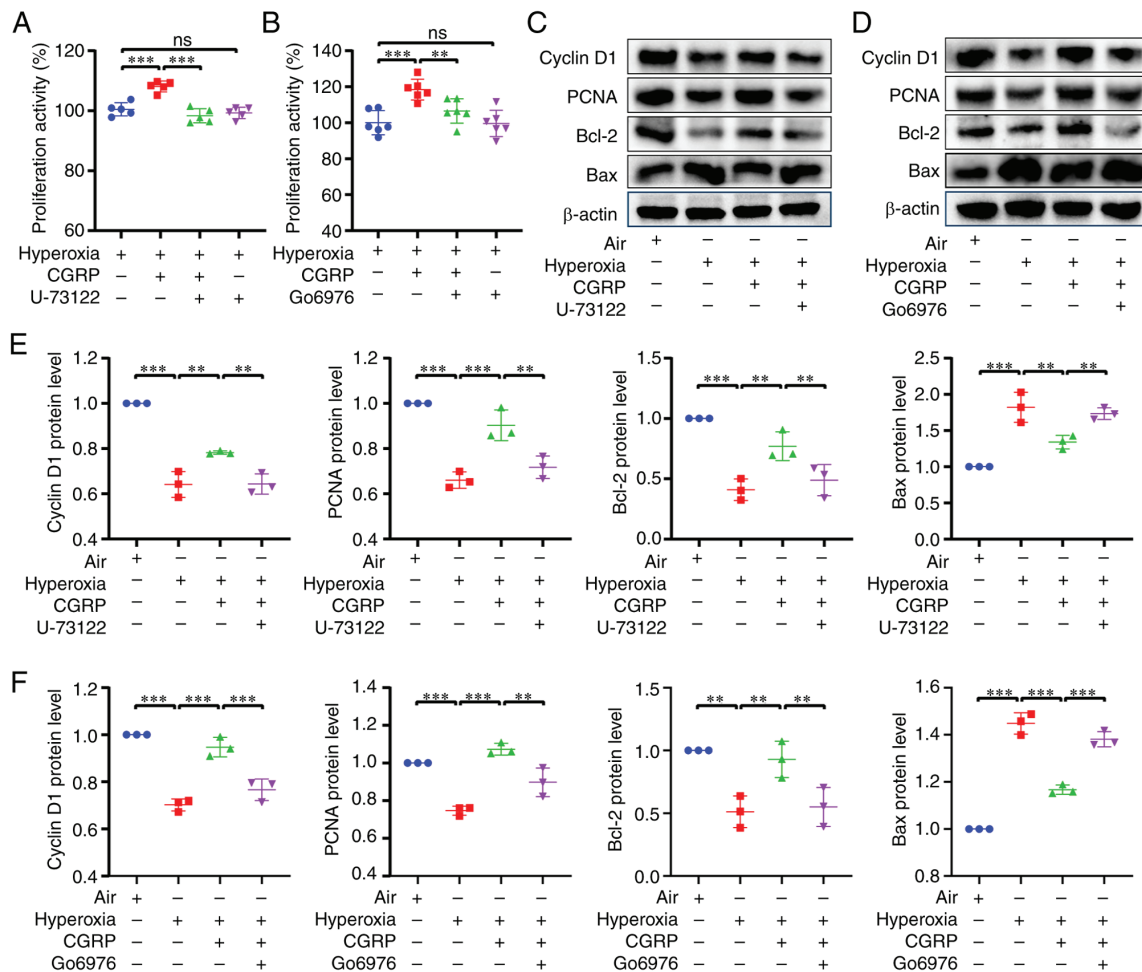 A
B
C
D
Proliferation activity (%)
120
100
80
60
***
***
ns
Hyperoxia + + + +
CGRP – + + –
U-73122 – – + +
Proliferation activity (%)
140
120
100
80
60
40
***
**
ns
Hyperoxia + + + +
CGRP – + + –
Go6976 – – + +
Cyclin D1
PCNA
Bcl-2
Bax
β-actin
Air + – – –
Hyperoxia – + + +
CGRP – – + +
U-73122 – – – +
Cyclin D1
PCNA
Bcl-2
Bax
β-actin
Air + – – –
Hyperoxia – + + +
CGRP – – + +
Go6976 – – – +
E
Cyclin D1 protein level
1.2
1.0
0.8
0.6
0.4
*** ** **
Air + – – –
Hyperoxia – + + +
CGRP – – + +
U-73122 – – – +
PCNA protein level
1.2
1.0
0.8
0.6
0.4
*** *** **
Air + – – –
Hyperoxia – + + +
CGRP – – + +
U-73122 – – – +
Bcl-2 protein level
1.5
1.0
0.5
0.0
*** ** **
Air + – – –
Hyperoxia – + + +
CGRP – – + +
U-73122 – – – +
Bax protein level
2.5
2.0
1.5
1.0
0.5
0.0
*** ** **
Air + – – –
Hyperoxia – + + +
CGRP – – + +
U-73122 – – – +
F
Cyclin D1 protein level
1.2
1.0
0.8
0.6
0.4
*** *** ***
Air + – – –
Hyperoxia – + + +
CGRP – – + +
Go6976 – – – +
PCNA protein level
1.4
1.2
1.0
0.8
0.6
0.4
*** *** **
Air + – – –
Hyperoxia – + + +
CGRP – – + +
Go6976 – – – +
Bcl-2 protein level
1.5
1.0
0.5
0.0
** ** **
Air + – – –
Hyperoxia – + + +
CGRP – – + +
Go6976 – – – +
Bax protein level
1.6
1.4
1.2
1.0
0.8
*** *** ***
Air + – – –
Hyperoxia – + + +
CGRP – – + +
Go6976 – – – +